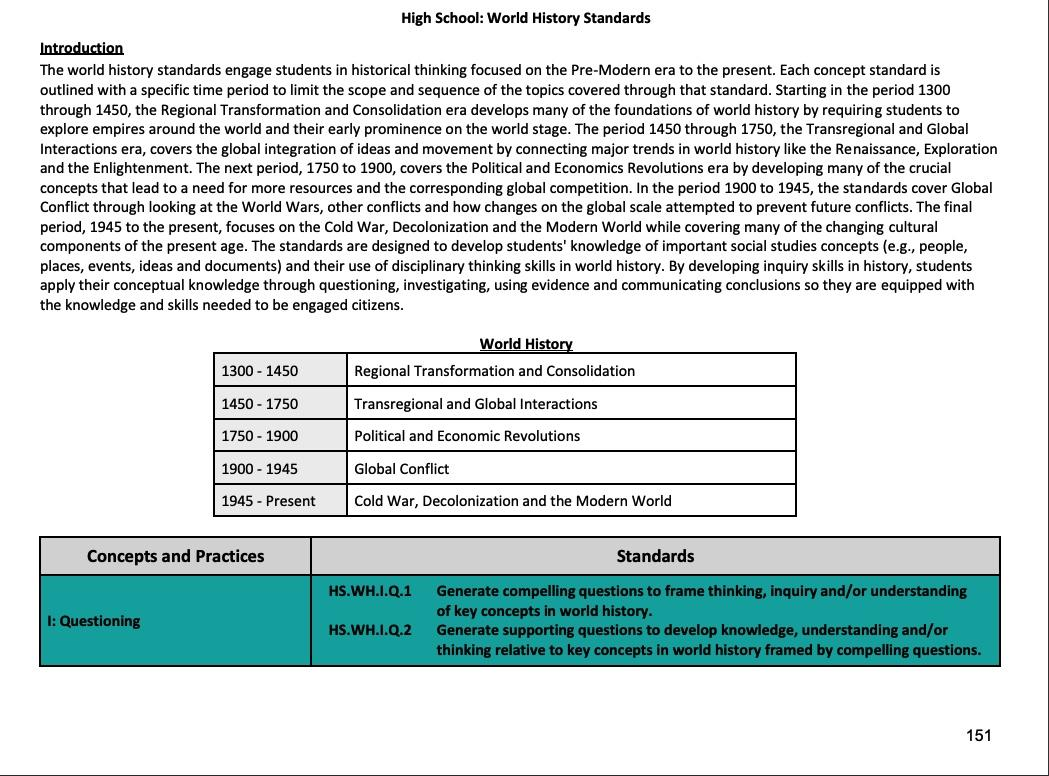 High School: World History Standards
Introduction
The world history standards engage students in historical thinking focused on the Pre-Modern era to the present. Each concept standard is
outlined with a specific time period to limit the scope and sequence of the topics covered through that standard. Starting in the period 1300
through 1450, the Regional Transformation and Consolidation era develops many of the foundations of world history by requiring students to
explore empires around the world and their early prominence on the world stage. The period 1450 through 1750, the Transregional and Global
Interactions era, covers the global integration of ideas and movement by connecting major trends in world history like the Renaissance, Exploration
and the Enlightenment. The next period, 1750 to 1900, covers the Political and Economics Revolutions era by developing many of the crucial
concepts that lead to a need for more resources and the corresponding global competition. In the period 1900 to 1945, the standards cover Global
Conflict through looking at the World Wars, other conflicts and how changes on the global scale attempted to prevent future conflicts. The final
period, 1945 to the present, focuses on the Cold War, Decolonization and the Modern World while covering many of the changing cultural
components of the present age. The standards are designed to develop students' knowledge of important social studies concepts (e.g., people,
places, events, ideas and documents) and their use of disciplinary thinking skills in world history. By developing inquiry skills in history, students
apply their conceptual knowledge through questioning, investigating, using evidence and communicating conclusions so they are equipped with
the knowledge and skills needed to be engaged citizens.
World History
1300 - 1450 Regional Transformation and Consolidation
1450 - 1750 Transregional and Global Interactions
1750 - 1900 Political and Economic Revolutions
1900 - 1945 Global Conflict
1945 - Present Cold War, Decolonization and the Modern World
Concepts and Practices Standards
I: Questioning
HS.WH.I.Q.1 Generate compelling questions to frame thinking, inquiry and/or understanding
of key concepts in world history.
HS.WH.I.Q.2 Generate supporting questions to develop knowledge, understanding and/or
thinking relative to key concepts in world history framed by compelling questions.
151